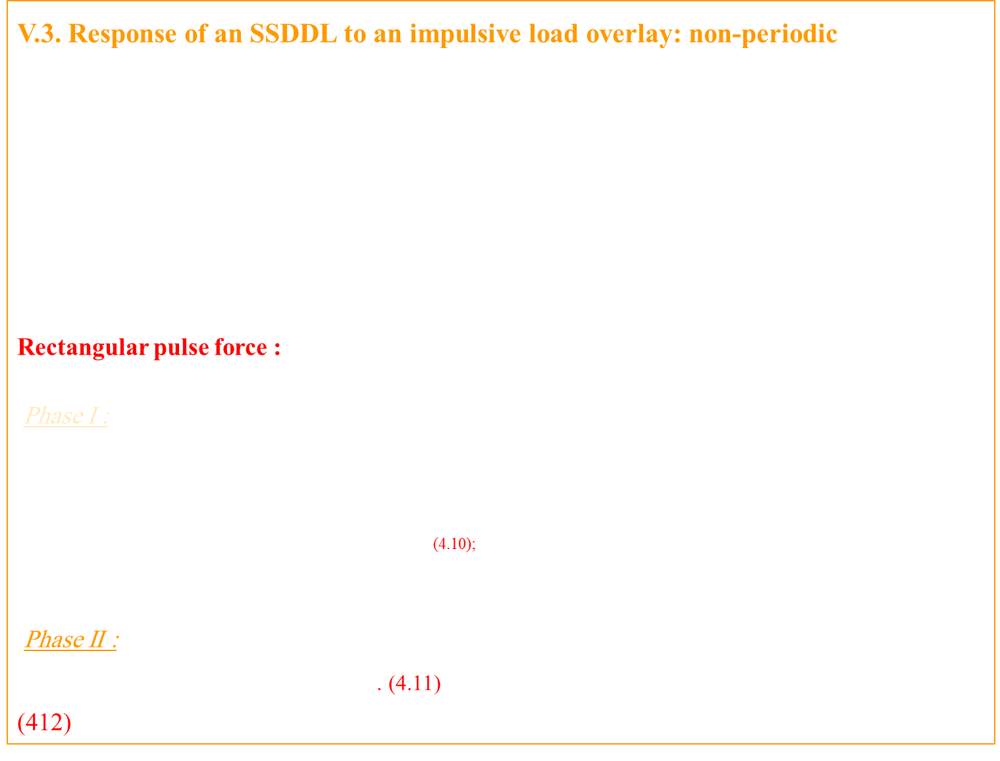 V.3. Response of an SSDDL to an impulsive load overlay: non-periodic
Rectangular pulse force :
Phase I :
(4.10);
Phase II :
. (4.11)
(412)